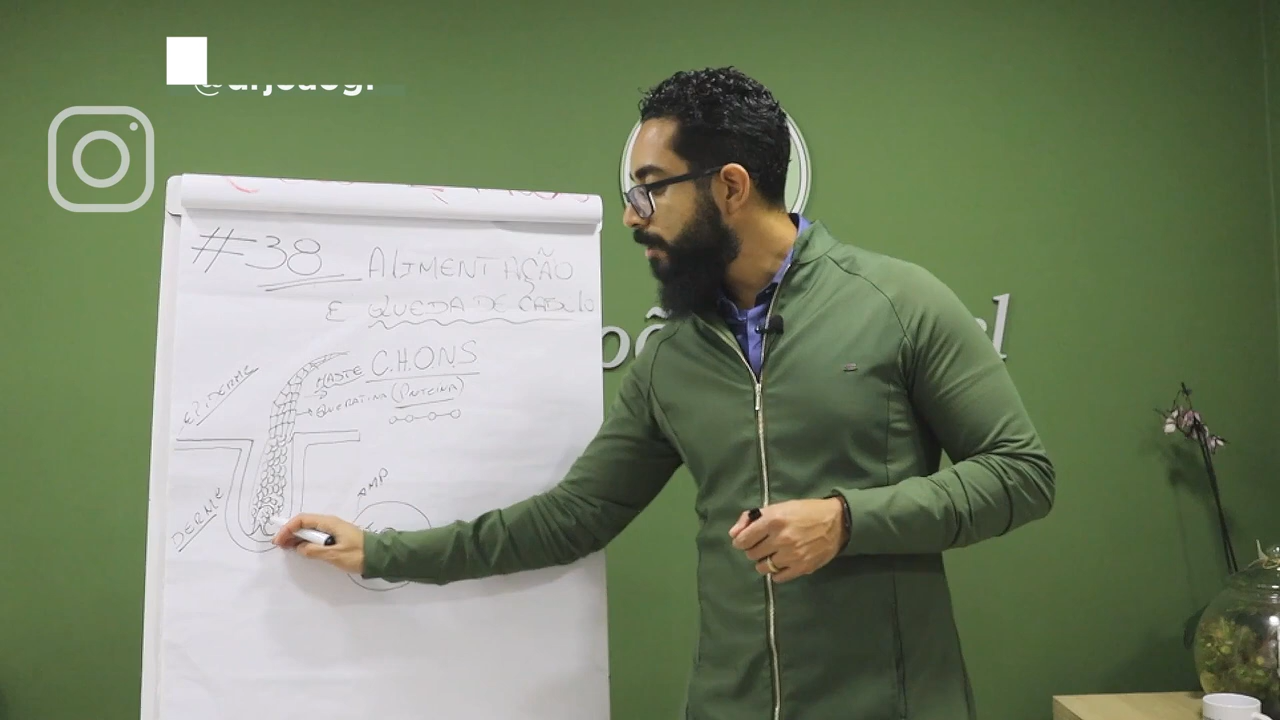 #38 ALIMENTAÇÃO
E QUEDA DE CABELO
C.H.O.N.S
HASTE
QUERATINA (PROTEÍNA)
EPIDERME
DERME
AMP